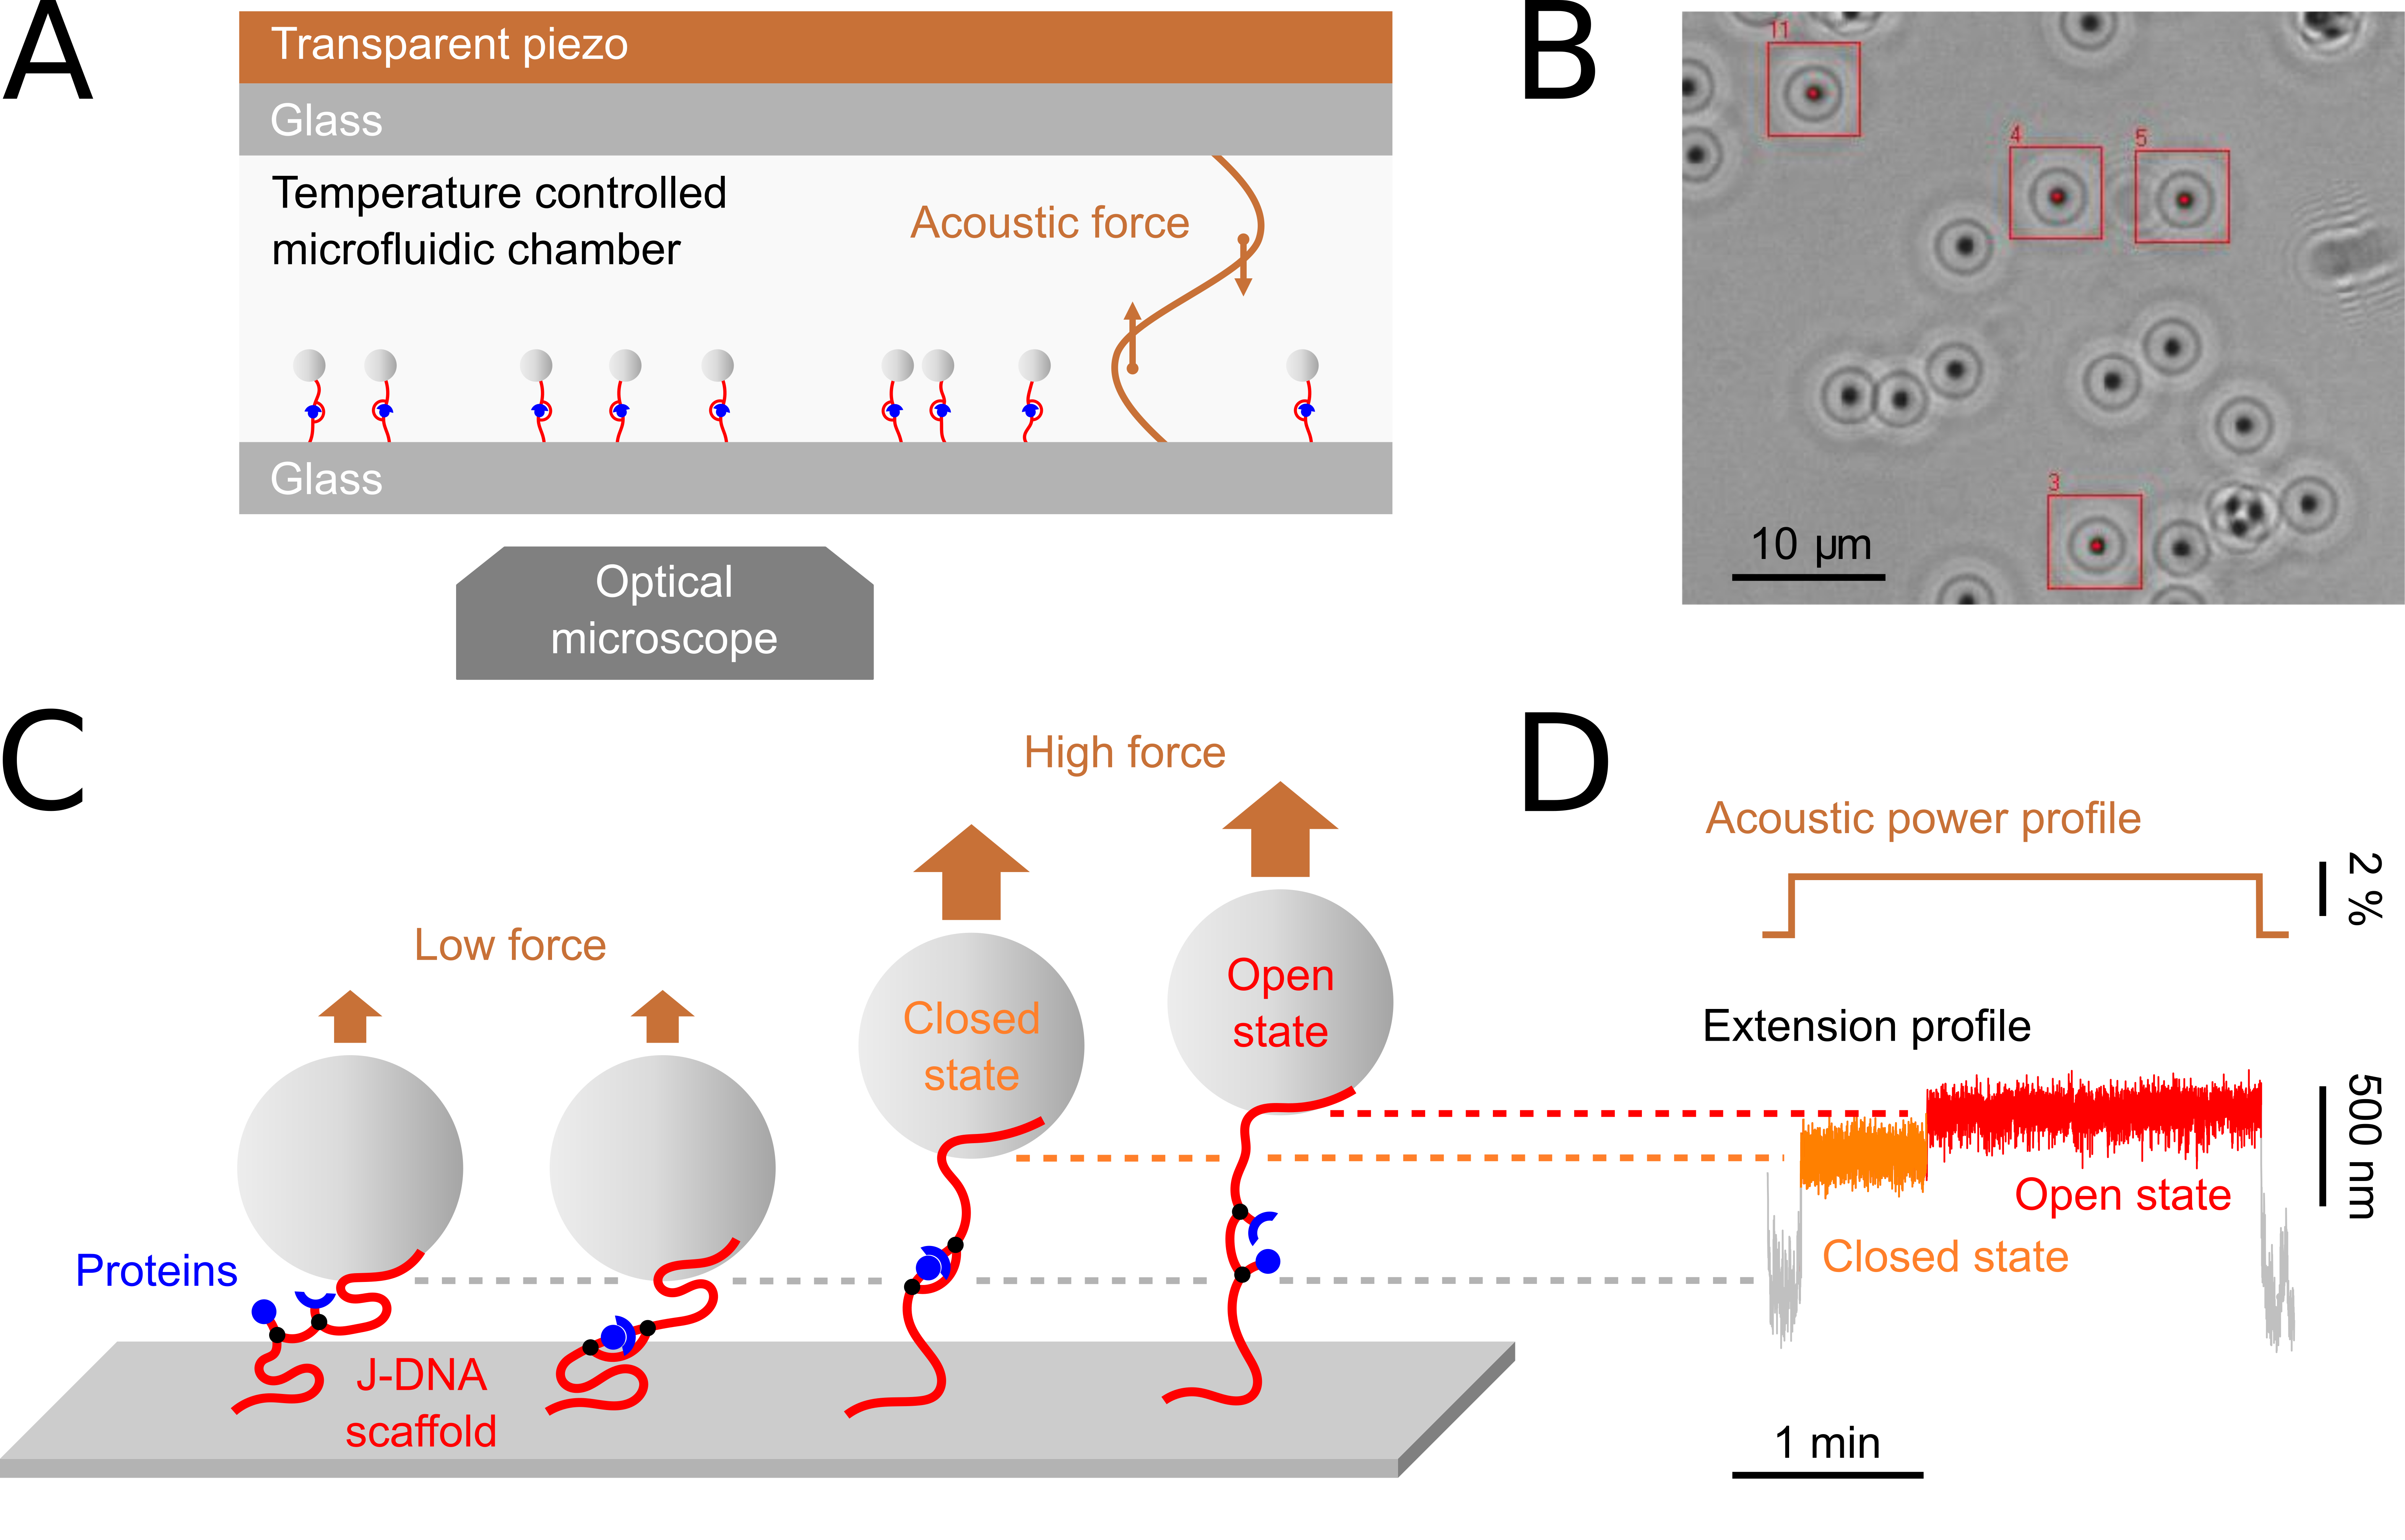 A
Transparent piezo
Glass
Temperature controlled
microfluidic chamber
Acoustic force
Glass
Optical
microscope
B
11
4
5
3
10 µm
C
High force
Low force
Closed
state
Open
state
Proteins
J-DNA
scaffold
D
Acoustic power profile
2 %
Extension profile
500 nm
Open state
Closed state
1 min